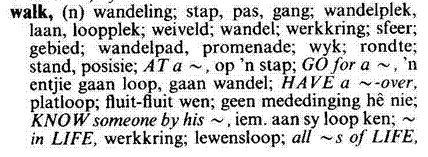 walk, (n) wandeling; stap, pas, gang; wandelplek,
laan, loopplek; weiveld; wandel; werkkring; sfeer;
gebied; wandelpad, promenade; wyk; rondte;
stand, posisie; AT a ~, op 'n stap; GO for a ~, 'n
entjie gaan loop, gaan wandel; HAVE a ~-over,
platloop; fluit-fluit wen; geen mededinging hê nie;
KNOW someone by his ~, iem. aan sy loop ken; ~
in LIFE, werkkring; lewensloop; all ~s of LIFE,